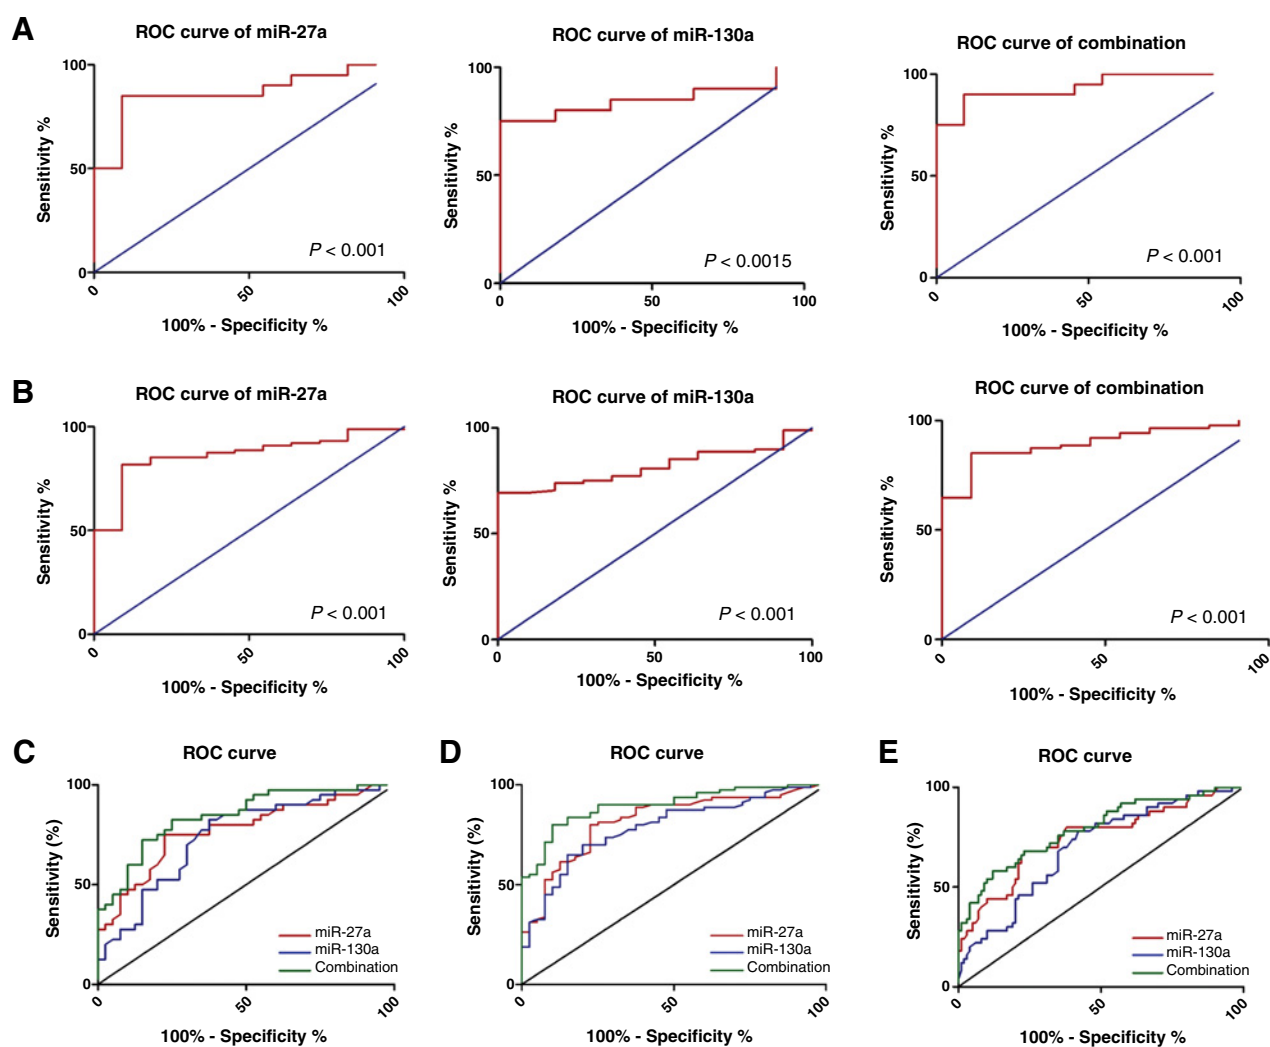 A
ROC curve of miR-27a
100
50
0
Sensitivity %
P < 0.001
0
50
100
100% - Specificity %
ROC curve of miR-130a
100
50
0
Sensitivity %
P < 0.0015
0
50
100
100% - Specificity %
ROC curve of combination
100
50
0
Sensitivity %
P < 0.001
0
50
100
100% - Specificity %
B
ROC curve of miR-27a
100
50
0
Sensitivity %
P < 0.001
0
50
100
100% - Specificity %
ROC curve of miR-130a
100
50
0
Sensitivity %
P < 0.001
0
50
100
100% - Specificity %
ROC curve of combination
100
50
0
Sensitivity %
P < 0.001
0
50
100
100% - Specificity %
C
ROC curve
100
50
0
Sensitivity (%)
miR-27a
miR-130a
Combination
0
50
100
100% - Specificity %
D
ROC curve
100
50
0
Sensitivity (%)
miR-27a
miR-130a
Combination
0
50
100
100% - Specificity %
E
ROC curve
100
50
0
Sensitivity (%)
miR-27a
miR-130a
Combination
0
50
100
100% - Specificity %